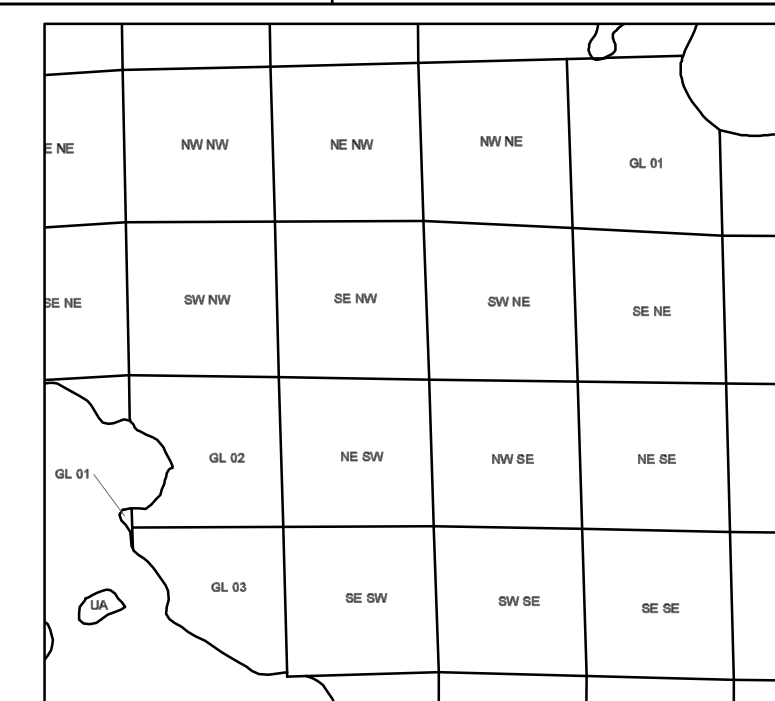 E NE
NW NW
NE NW
NW NE
GL 01
SE NE
SW NW
SE NW
SW NE
SE NE
GL 01
GL 02
NE SW
NW SE
NE SE
UA
GL 03
SE SW
SW SE
SE SE